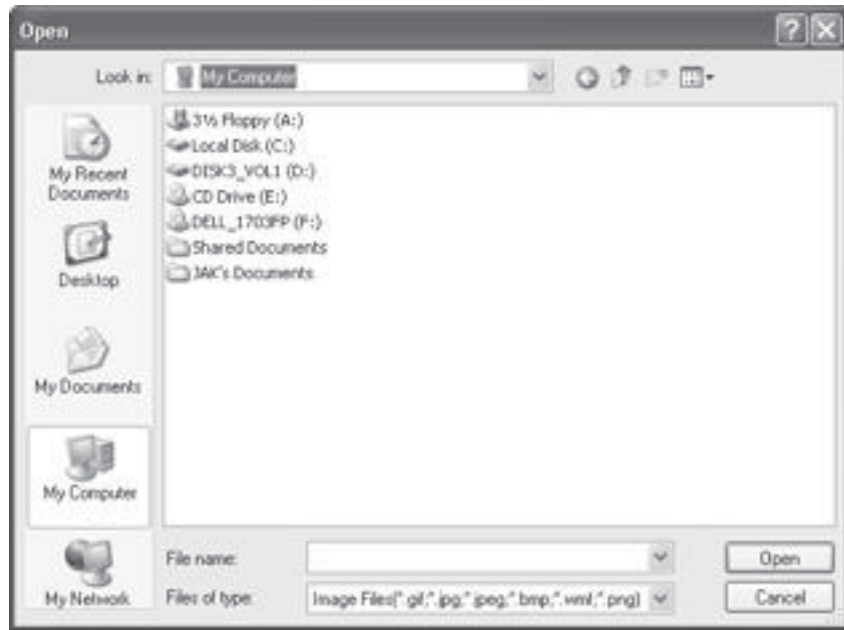 Open
Look in: My Computer
3½ Floppy (A:)
Local Disk (C:)
DISK3_VOL1 (D:)
CD Drive (E:)
DELL_1703FP (F:)
Shared Documents
JAK's Documents
My Recent
Documents
Desktop
My Documents
My Computer
My Network
File name:
Open
Files of type: Image Files(*.gif;*.jpg;*.jpeg;*.bmp;*.wmf;*.png)
Cancel